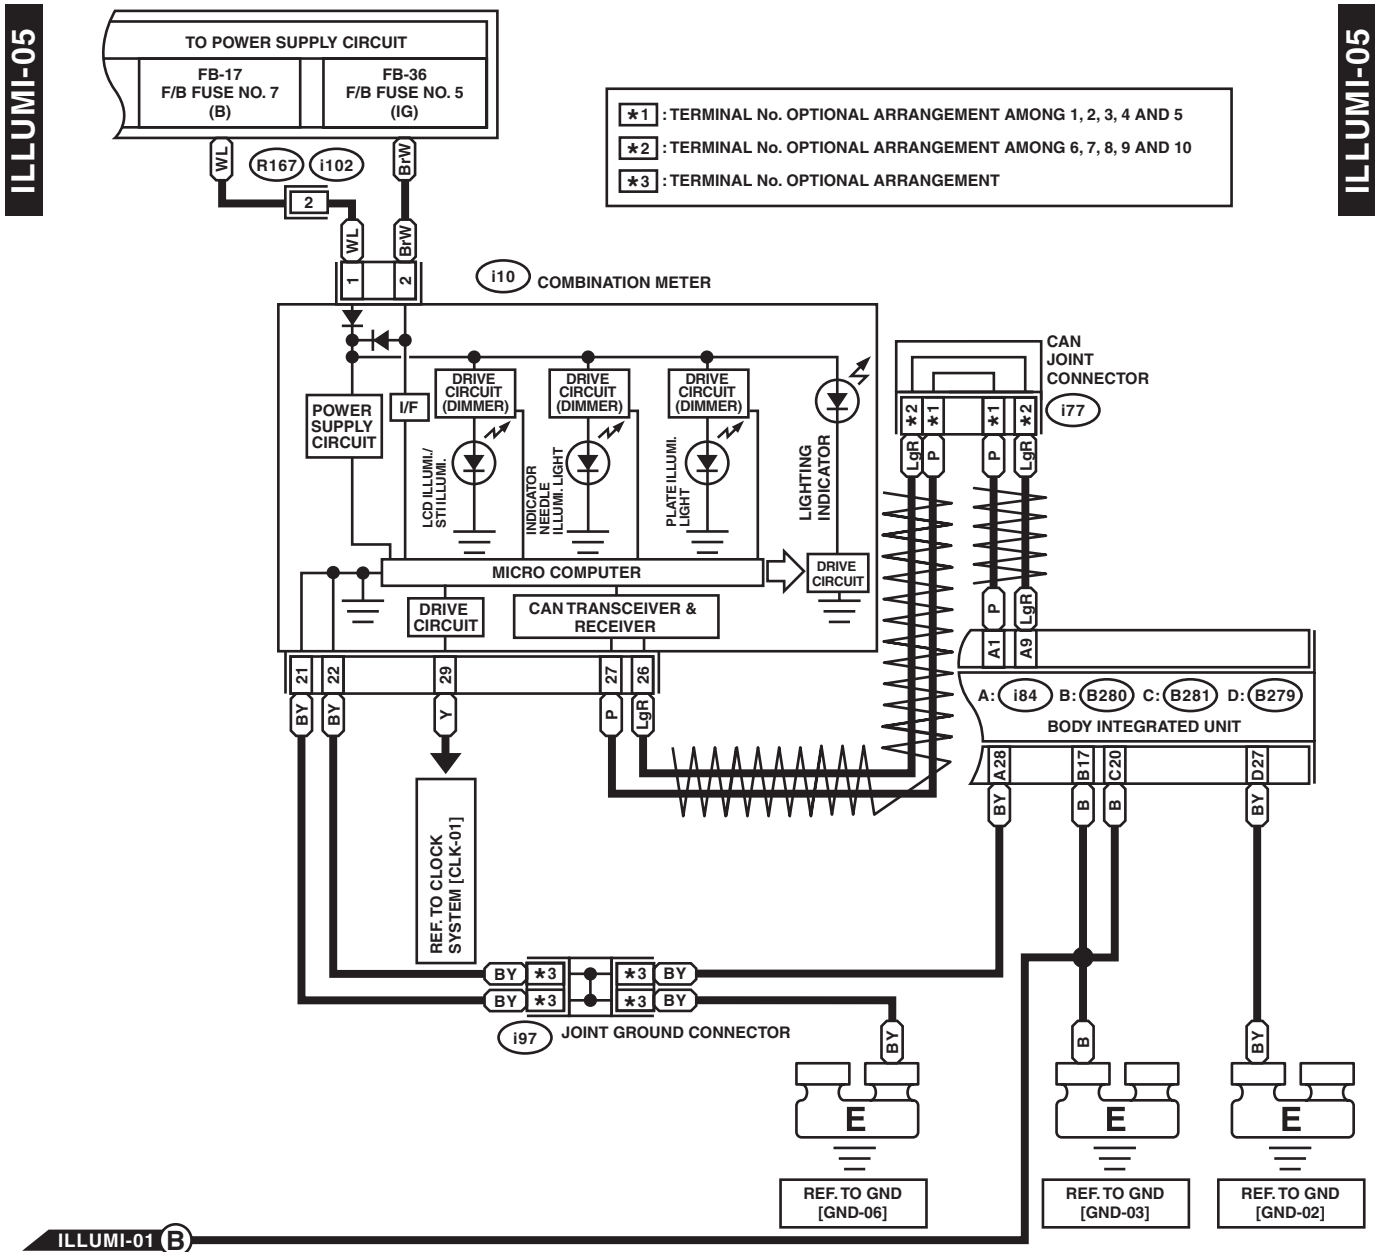 ILLUMI-05
ILLUMI-05
TO POWER SUPPLY CIRCUIT
FB-17
F/B FUSE NO. 7
(B)
FB-36
F/B FUSE NO. 5
(IG)
*1 : TERMINAL No. OPTIONAL ARRANGEMENT AMONG 1, 2, 3, 4 AND 5
*2 : TERMINAL No. OPTIONAL ARRANGEMENT AMONG 6, 7, 8, 9 AND 10
*3 : TERMINAL No. OPTIONAL ARRANGEMENT
WL
R167
i102
BrW
2
WL
BrW
1
2
i10
COMBINATION METER
CAN
JOINT
CONNECTOR
i77
*2
*1
*1
*2
LgR
P
P
LgR
POWER
SUPPLY
CIRCUIT
I/F
DRIVE
CIRCUIT
(DIMMER)
DRIVE
CIRCUIT
(DIMMER)
DRIVE
CIRCUIT
(DIMMER)
LCD ILLUMI./
STI ILLUMI.
INDICATOR
NEEDLE
ILLUMI. LIGHT
PLATE ILLUMI.
LIGHT
LIGHTING
INDICATOR
MICRO COMPUTER
DRIVE
CIRCUIT
DRIVE
CIRCUIT
CAN TRANSCEIVER &
RECEIVER
P
LgR
A1
A9
21
22
29
27
26
BY
BY
Y
P
LgR
A:
i84
B:
B280
C:
B281
D:
B279
BODY INTEGRATED UNIT
A28
B17
C20
D27
BY
B
B
BY
REF. TO CLOCK
SYSTEM [CLK-01]
BY *3 *3 BY
BY *3 *3 BY
i97
JOINT GROUND CONNECTOR
BY
B
BY
E
E
E
REF. TO GND
[GND-06]
REF. TO GND
[GND-03]
REF. TO GND
[GND-02]
ILLUMI-01 B